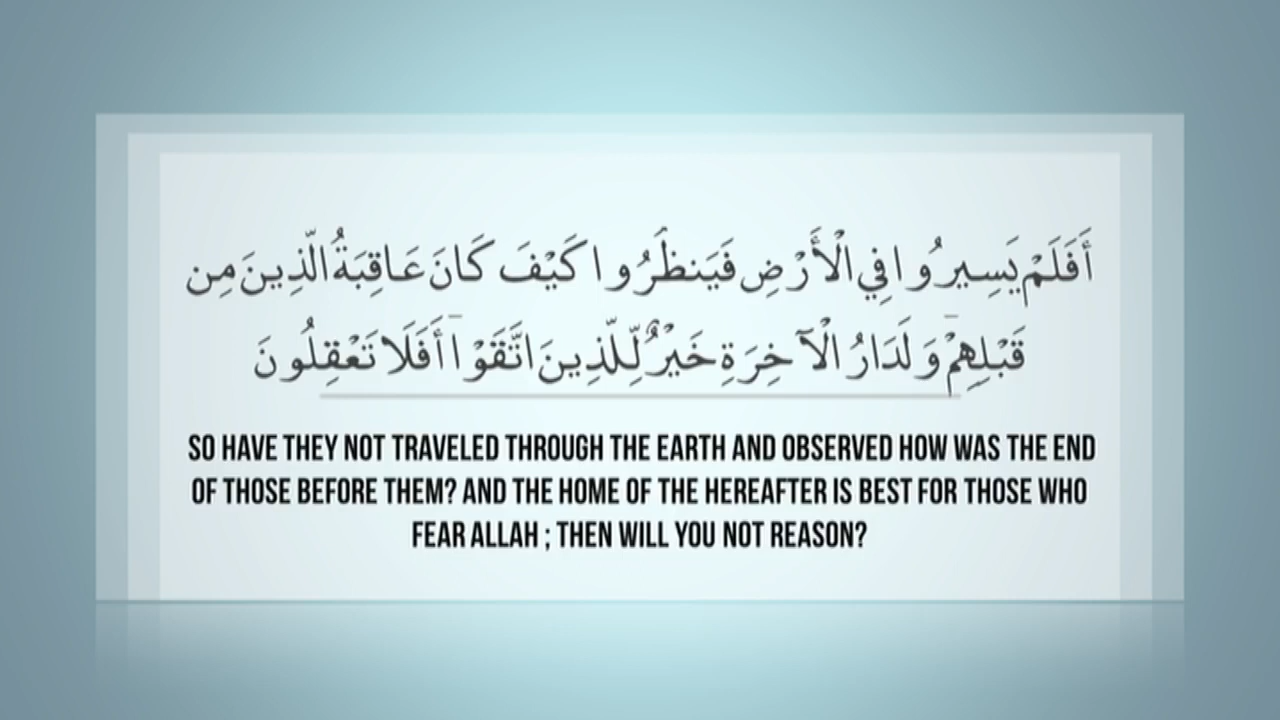 أَفَلَمْ يَسِيرُوا فِي الْأَرْضِ فَيَنظُرُوا كَيْفَ كَانَ عَاقِبَةُ الَّذِينَ مِن
قَبْلِهِمْ ۗ وَلَدَارُ الْآخِرَةِ خَيْرٌ لِّلَّذِينَ اتَّقَوْا ۗ أَفَلَا تَعْقِلُونَ
SO HAVE THEY NOT TRAVELED THROUGH THE EARTH AND OBSERVED HOW WAS THE END
OF THOSE BEFORE THEM? AND THE HOME OF THE HEREAFTER IS BEST FOR THOSE WHO
FEAR ALLAH ; THEN WILL YOU NOT REASON?